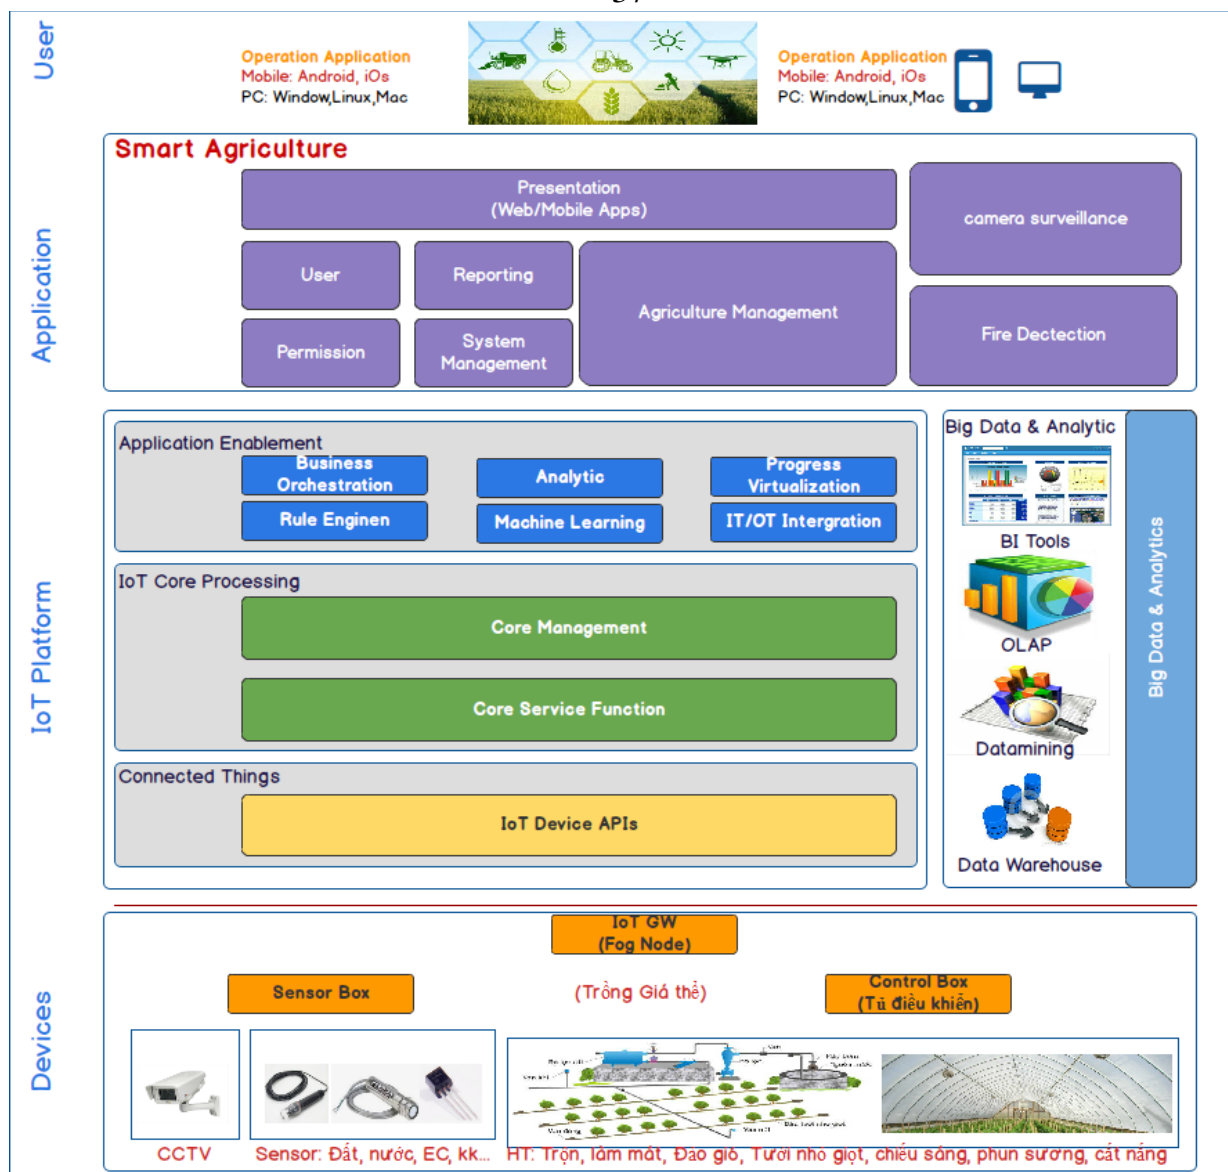 User
Operation Application
Mobile: Android, iOs
PC: Window,Linux,Mac
Operation Application
Mobile: Android, iOs
PC: Window,Linux,Mac
Application
Smart Agriculture
Presentation
(Web/Mobile Apps)
camera surveillance
User
Reporting
Agriculture Management
Fire Dectection
Permission
System
Management
IoT Platform
Application Enablement
Business
Orchestration
Analytic
Progress
Virtualization
Rule Enginen
Machine Learning
IT/OT Intergration
IoT Core Processing
Core Management
Core Service Function
Connected Things
IoT Device APIs
Big Data & Analytic
BI Tools
OLAP
Datamining
Data Warehouse
Big Data & Analytics
Devices
IoT GW
(Fog Node)
Sensor Box
(Trồng Giá thể)
Control Box
(Tủ điều khiển)
CCTV
Sensor: Đất, nước, EC, kk...
HT: Trộn, làm mát, Đảo gió, Tưới nhỏ giọt, chiếu sáng, phun sương, cắt nắng